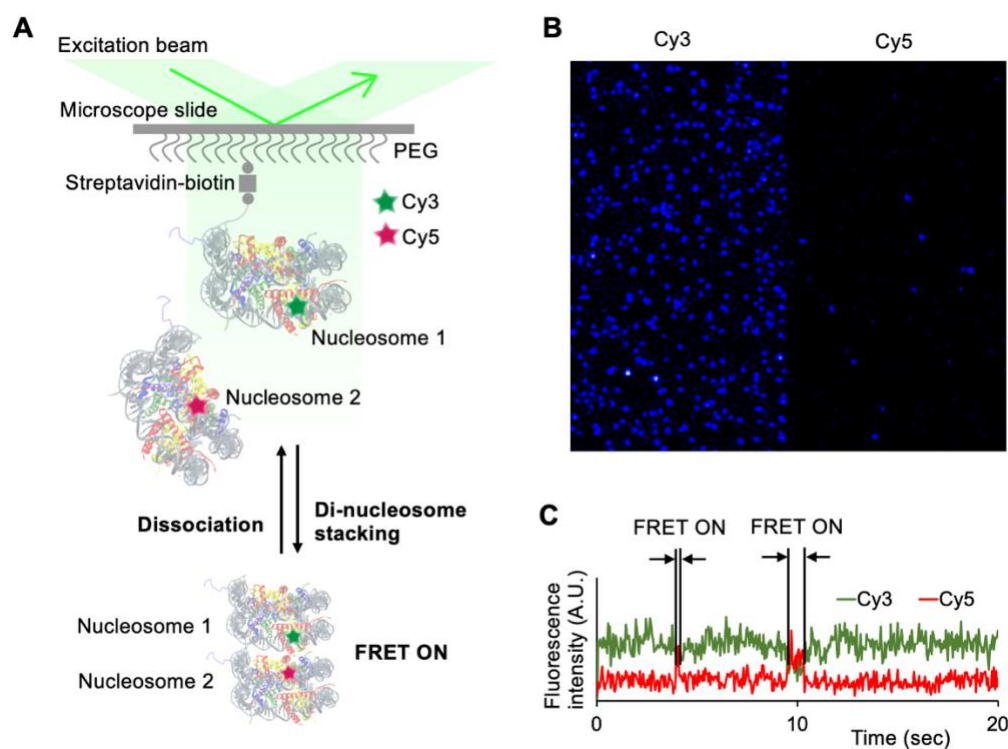 A
Excitation beam
Microscope slide
PEG
Streptavidin-biotin
Cy3
Cy5
Nucleosome 1
Nucleosome 2
Dissociation
Di-nucleosome
stacking
Nucleosome 1
Nucleosome 2
FRET ON
B
Cy3
Cy5
C
FRET ON
FRET ON
Cy3
Cy5
Fluorescence
intensity (A.U.)
0
10
20
Time (sec)